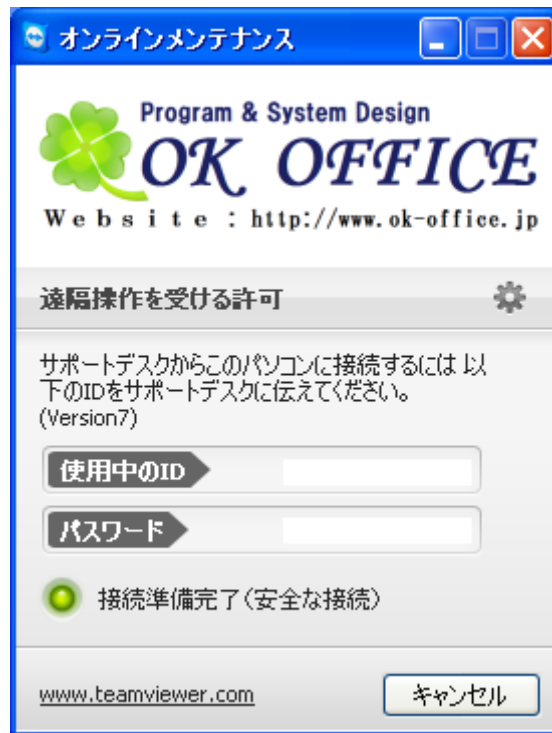 オンラインメンテナンス
Program & System Design
OK OFFICE
Website : http://www.ok-office.jp
遠隔操作を受ける許可
サポートデスクからこのパソコンに接続するには 以
下のIDをサポートデスクに伝えてください。
(Version7)
使用中のID
パスワード
接続準備完了(安全な接続)
www.teamviewer.com
キャンセル